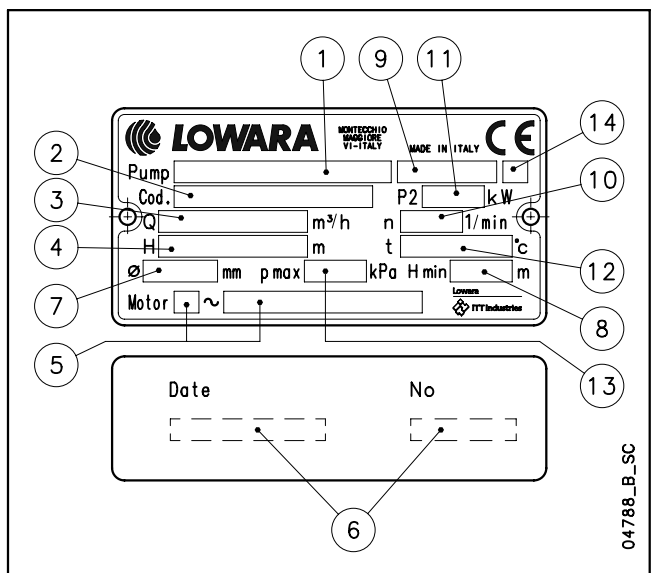 1 9 11
LOWARA MONTECCHIO MAGGIORE VI-ITALY MADE IN ITALY CE
14
2 Pump
10
Cod. P2 kW
3 Q m³/h n 1/min
4 H m t °C
12
ø mm p max kPa H min m
7 8
Motor ~ Lowara ITT Industries
5 13
Date No
6
04788_B_SC